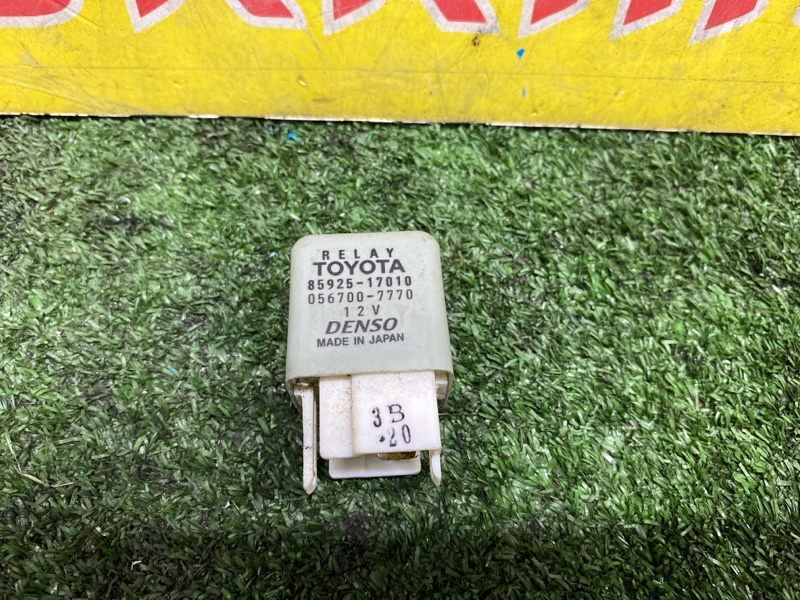 RELAY
TOYOTA
85925-17010
056700-7770
12V
DENSO
MADE IN JAPAN
3B
20